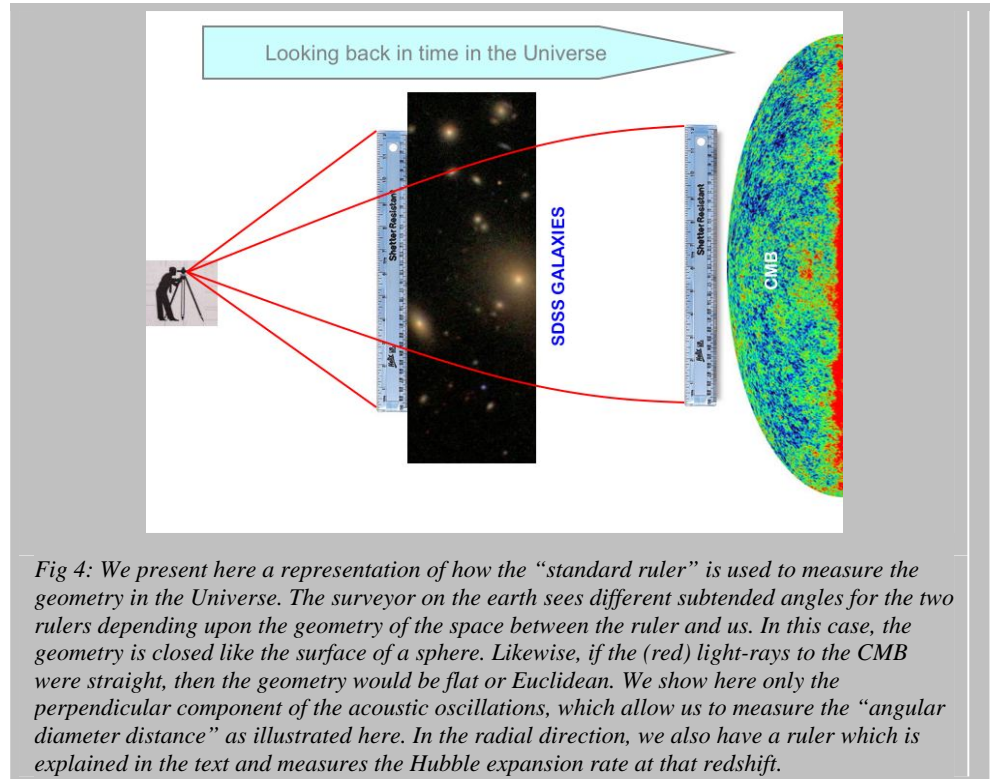 Looking back in time in the Universe
Shatter Resistant
SDSS GALAXIES
Shatter Resistant
CMB
Fig 4: We present here a representation of how the “standard ruler” is used to measure the
geometry in the Universe. The surveyor on the earth sees different subtended angles for the two
rulers depending upon the geometry of the space between the ruler and us. In this case, the
geometry is closed like the surface of a sphere. Likewise, if the (red) light-rays to the CMB
were straight, then the geometry would be flat or Euclidean. We show here only the
perpendicular component of the acoustic oscillations, which allow us to measure the “angular
diameter distance” as illustrated here. In the radial direction, we also have a ruler which is
explained in the text and measures the Hubble expansion rate at that redshift.